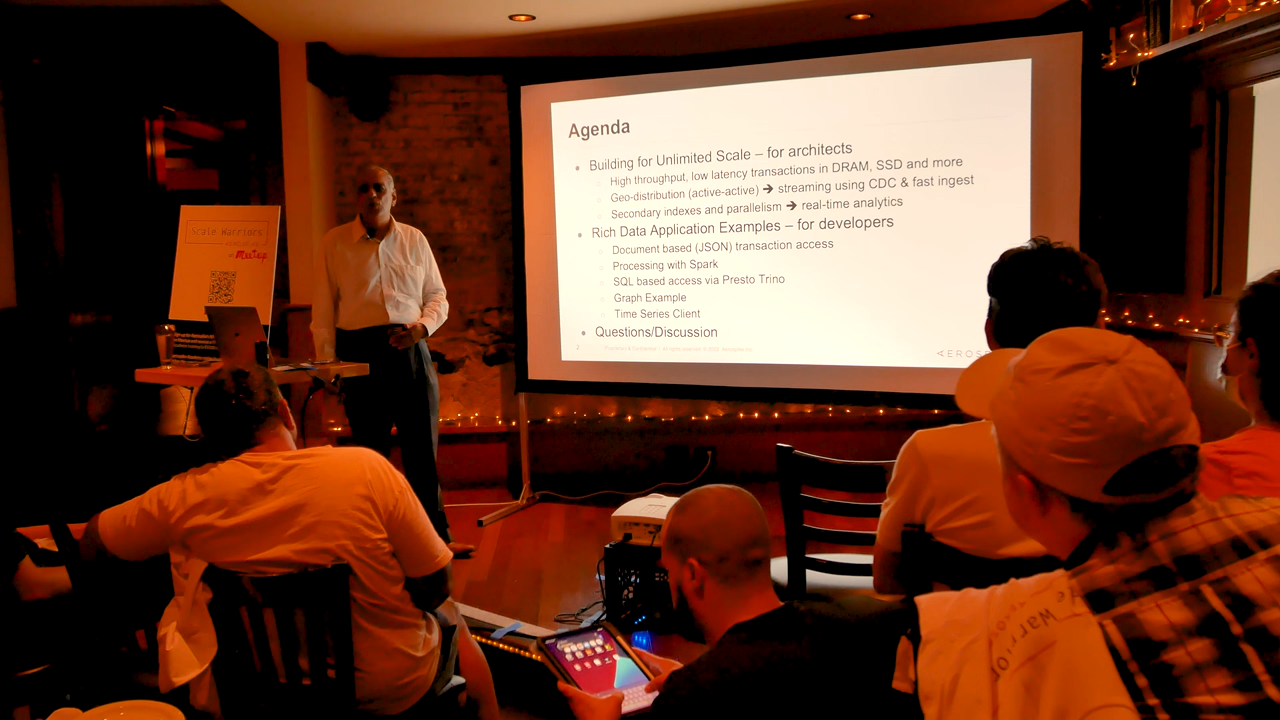 Scale Warriors
Agenda
Building for Unlimited Scale – for architects
High throughput, low latency transactions in DRAM, SSD and more
Geo-distribution (active-active) ➔ streaming using CDC & fast ingest
Secondary indexes and parallelism ➔ real-time analytics
Rich Data Application Examples – for developers
Document based (JSON) transaction access
Processing with Spark
SQL based access via Presto Trino
Graph Example
Time Series Client
Questions/Discussion
2
AEROS